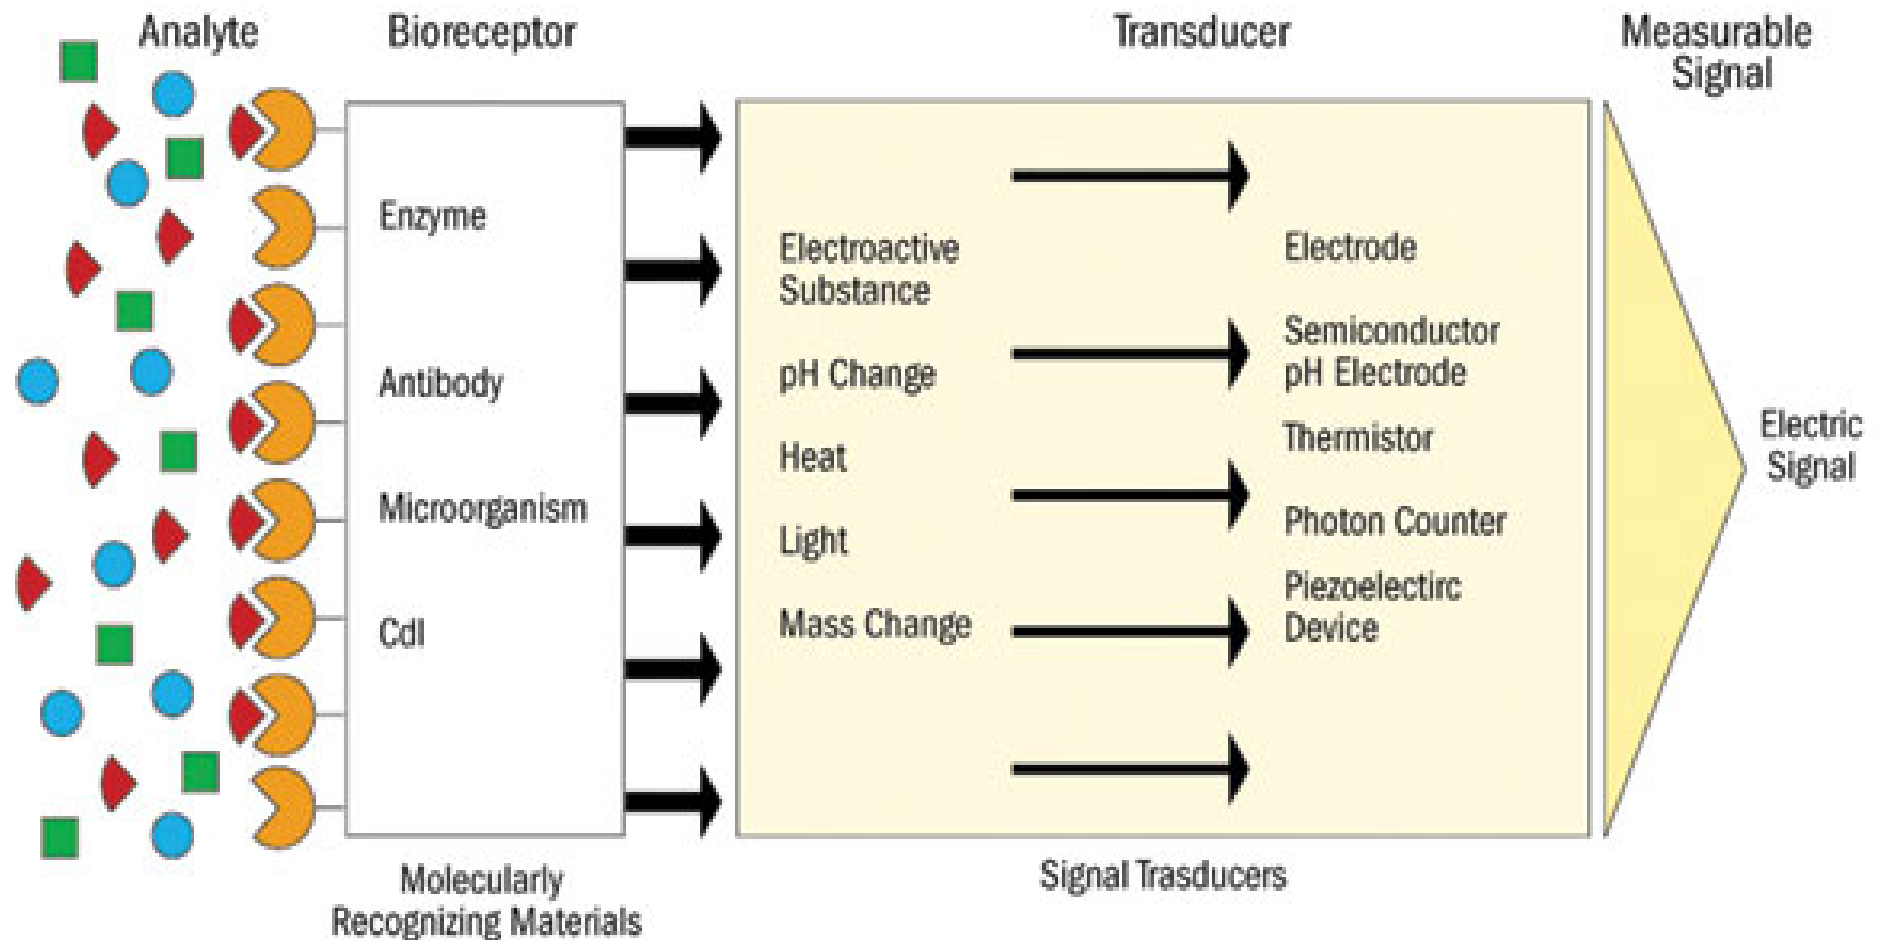 Analyte
Bioreceptor
Transducer
Measurable
Signal
Enzyme
Antibody
Microorganism
Cdl
Electroactive
Substance
pH Change
Heat
Light
Mass Change
Electrode
Semiconductor
pH Electrode
Thermistor
Photon Counter
Piezoelectirc
Device
Electric
Signal
Molecularly
Recognizing Materials
Signal Trasducers